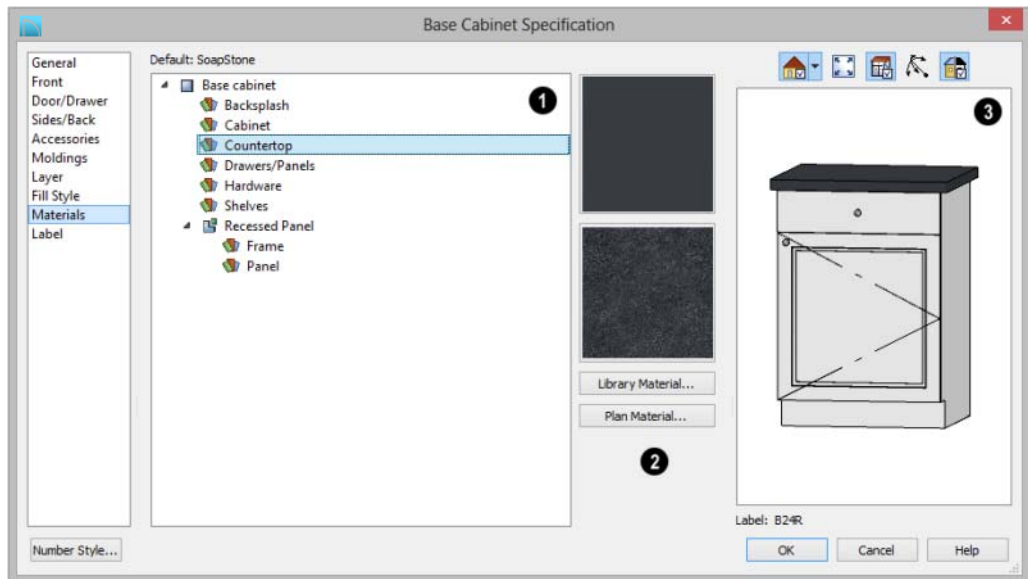 Base Cabinet Specification
General
Front
Door/Drawer
Sides/Back
Accessories
Moldings
Layer
Fill Style
Materials
Label
Number Style...
Default: SoapStone
Base cabinet
Backsplash
Cabinet
Countertop
Drawers/Panels
Hardware
Shelves
Recessed Panel
Frame
Panel
1
Library Material...
Plan Material...
2
3
Label: B24R
OK
Cancel
Help